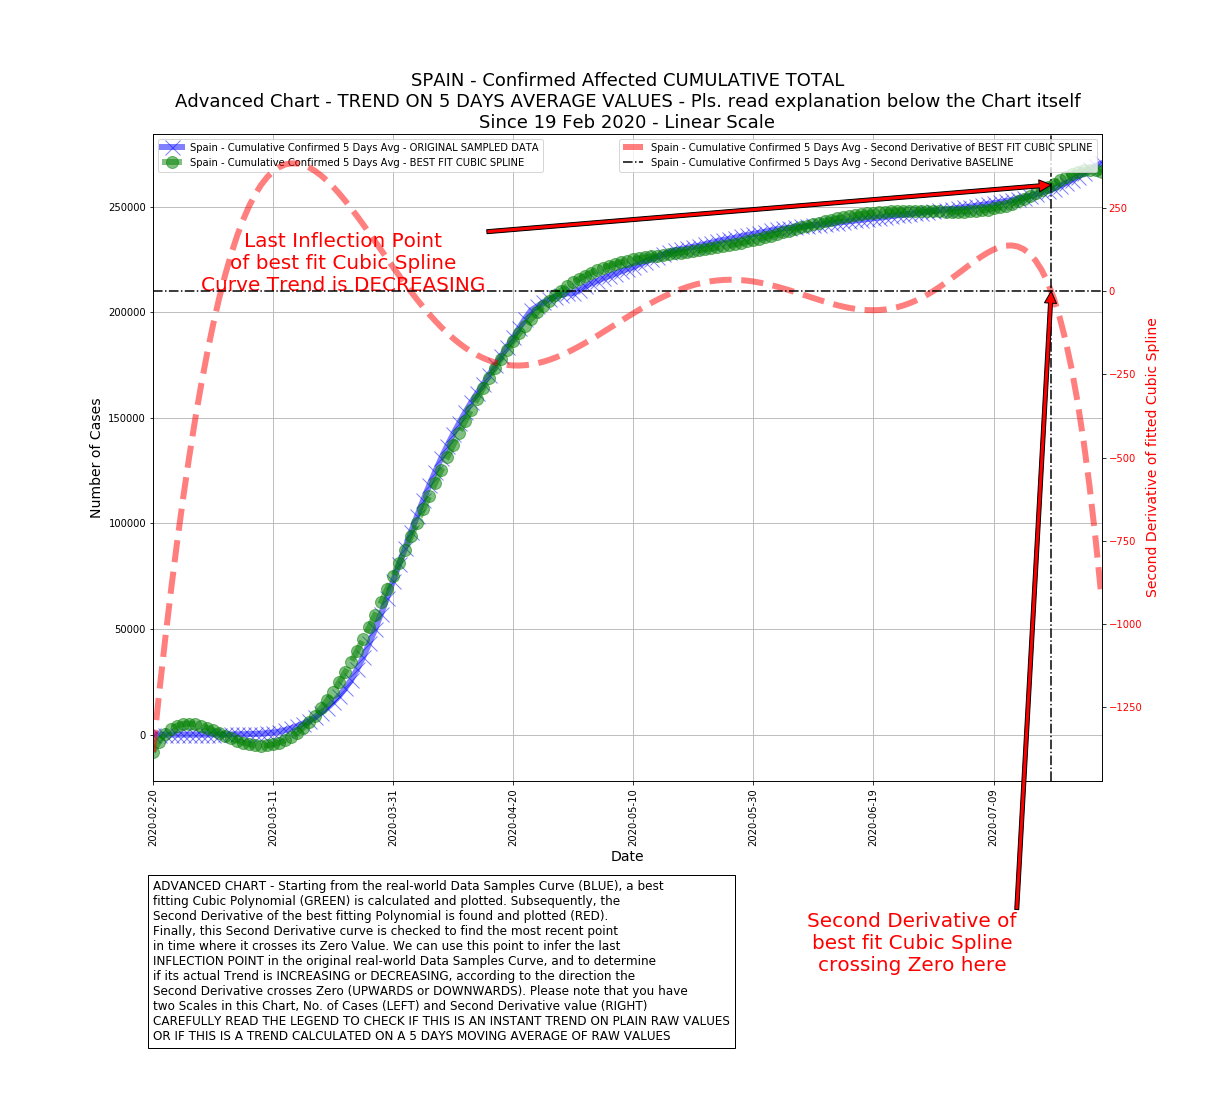 SPAIN - Confirmed Affected CUMULATIVE TOTAL
Advanced Chart - TREND ON 5 DAYS AVERAGE VALUES - Pls. read explanation below the Chart itself
Since 19 Feb 2020 - Linear Scale
Spain - Cumulative Confirmed 5 Days Avg - ORIGINAL SAMPLED DATA
Spain - Cumulative Confirmed 5 Days Avg - BEST FIT CUBIC SPLINE
Spain - Cumulative Confirmed 5 Days Avg - Second Derivative of BEST FIT CUBIC SPLINE
Spain - Cumulative Confirmed 5 Days Avg - Second Derivative BASELINE
Last Inflection Point
of best fit Cubic Spline
Curve Trend is DECREASING
Number of Cases
250000
200000
150000
100000
50000
0
250
0
−250
−500
−750
−1000
−1250
Second Derivative of fitted Cubic Spline
2020-02-20
2020-03-11
2020-03-31
2020-04-20
2020-05-10
2020-05-30
2020-06-19
2020-07-09
Date
ADVANCED CHART - Starting from the real-world Data Samples Curve (BLUE), a best
fitting Cubic Polynomial (GREEN) is calculated and plotted. Subsequently, the
Second Derivative of the best fitting Polynomial is found and plotted (RED).
Finally, this Second Derivative curve is checked to find the most recent point
in time where it crosses its Zero Value. We can use this point to infer the last
INFLECTION POINT in the original real-world Data Samples Curve, and to determine
if its actual Trend is INCREASING or DECREASING, according to the direction the
Second Derivative crosses Zero (UPWARDS or DOWNWARDS). Please note that you have
two Scales in this Chart, No. of Cases (LEFT) and Second Derivative value (RIGHT)
CAREFULLY READ THE LEGEND TO CHECK IF THIS IS AN INSTANT TREND ON PLAIN RAW VALUES
OR IF THIS IS A TREND CALCULATED ON A 5 DAYS MOVING AVERAGE OF RAW VALUES
Second Derivative of
best fit Cubic Spline
crossing Zero here